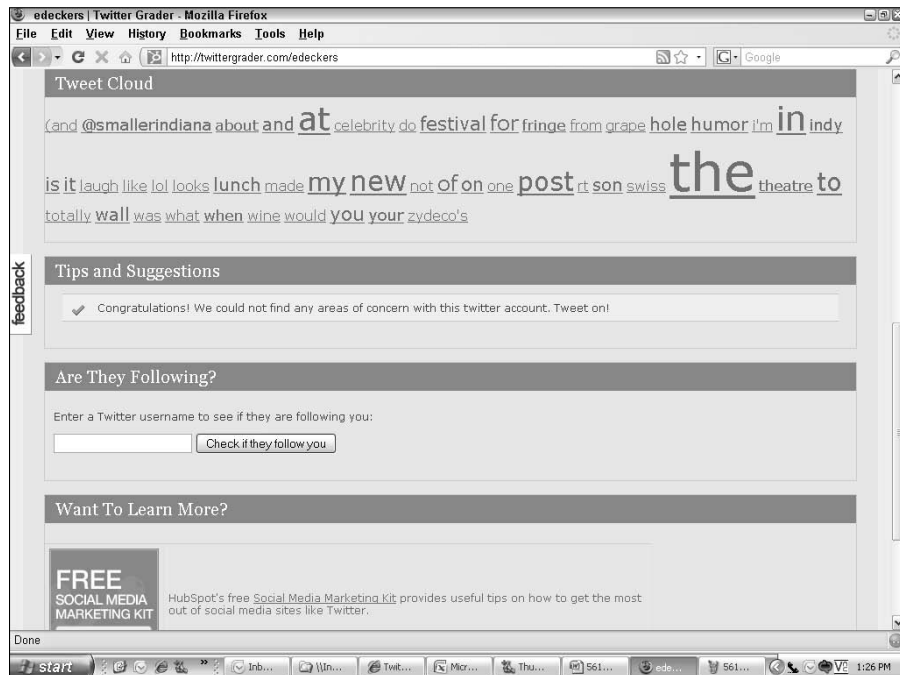 edeckers | Twitter Grader - Mozilla Firefox
File Edit View History Bookmarks Tools Help
http://twittergrader.com/edeckers
Google
Tweet Cloud
(and @smallerindiana about and at celebrity do festival for fringe from grape hole humor i'm in indy
is it laugh like lol looks lunch made my new not of on one post rt son swiss the theatre to
totally wall was what when wine would you your zydeco's
feedback
Tips and Suggestions
Congratulations! We could not find any areas of concern with this twitter account. Tweet on!
Are They Following?
Enter a Twitter username to see if they are following you:
Check if they follow you
Want To Learn More?
FREE
SOCIAL MEDIA
MARKETING KIT
HubSpot's free Social Media Marketing Kit provides useful tips on how to get the most
out of social media sites like Twitter.
Done
start Inb... \\In... Twit... Micr... Thu... 561... ede... 561... 1:26 PM